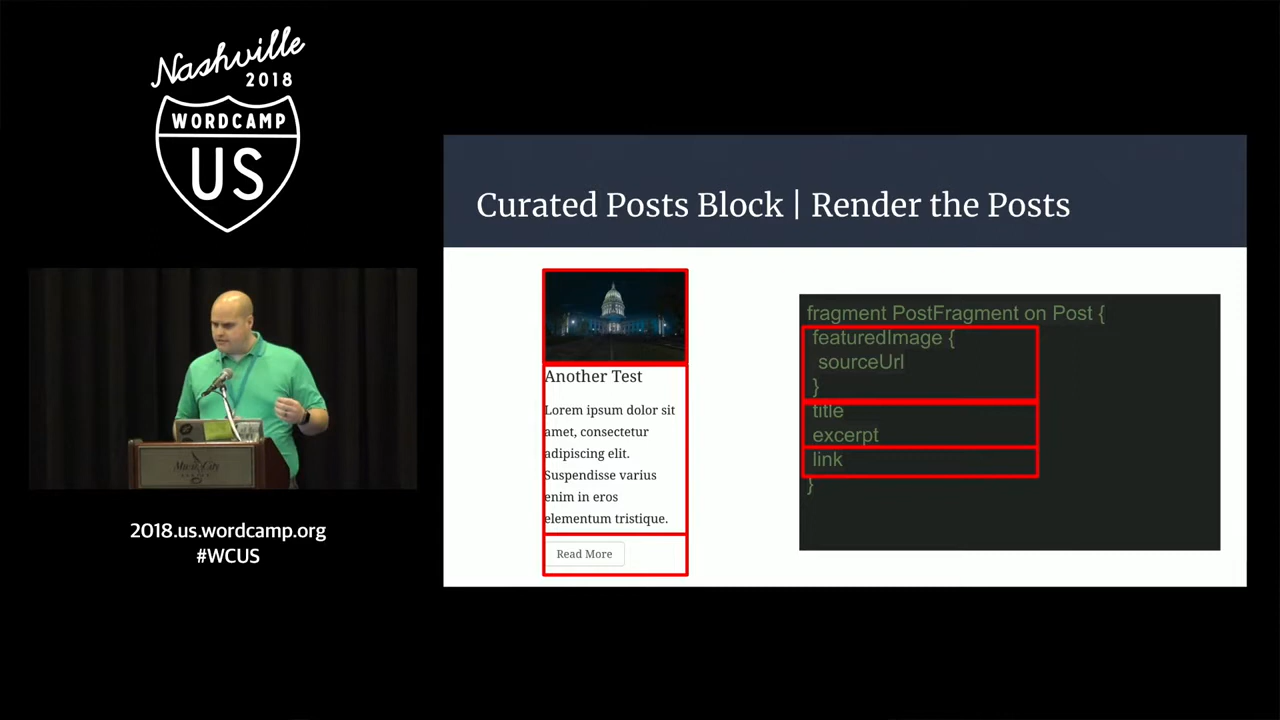 Nashville
2018
WORDCAMP
US
Music City
2018.us.wordcamp.org
#WCUS
Curated Posts Block | Render the Posts
Another Test
Lorem ipsum dolor sit
amet, consectetur
adipiscing elit.
Suspendisse varius
enim in eros
elementum tristique.
Read More
fragment PostFragment on Post {
featuredImage {
sourceUrl
}
title
excerpt
link
}